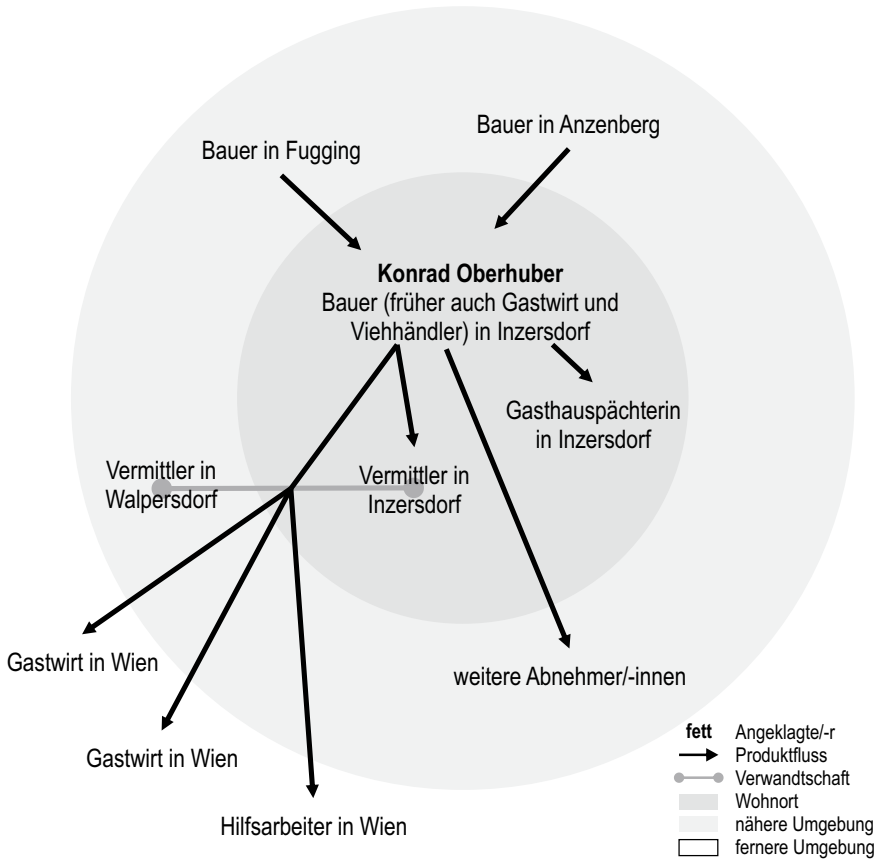 Bauer in Anzenberg
Bauer in Fugging
Konrad Oberhuber
Bauer (früher auch Gastwirt und
Viehhändler) in Inzersdorf
Gasthauspächterin
in Inzersdorf
Vermittler in
Walpersdorf
Vermittler in
Inzersdorf
Gastwirt in Wien
weitere Abnehmer/-innen
Gastwirt in Wien
Hilfsarbeiter in Wien
fett Angeklagte/-r
Produktfluss
Verwandtschaft
Wohnort
nähere Umgebung
fernere Umgebung